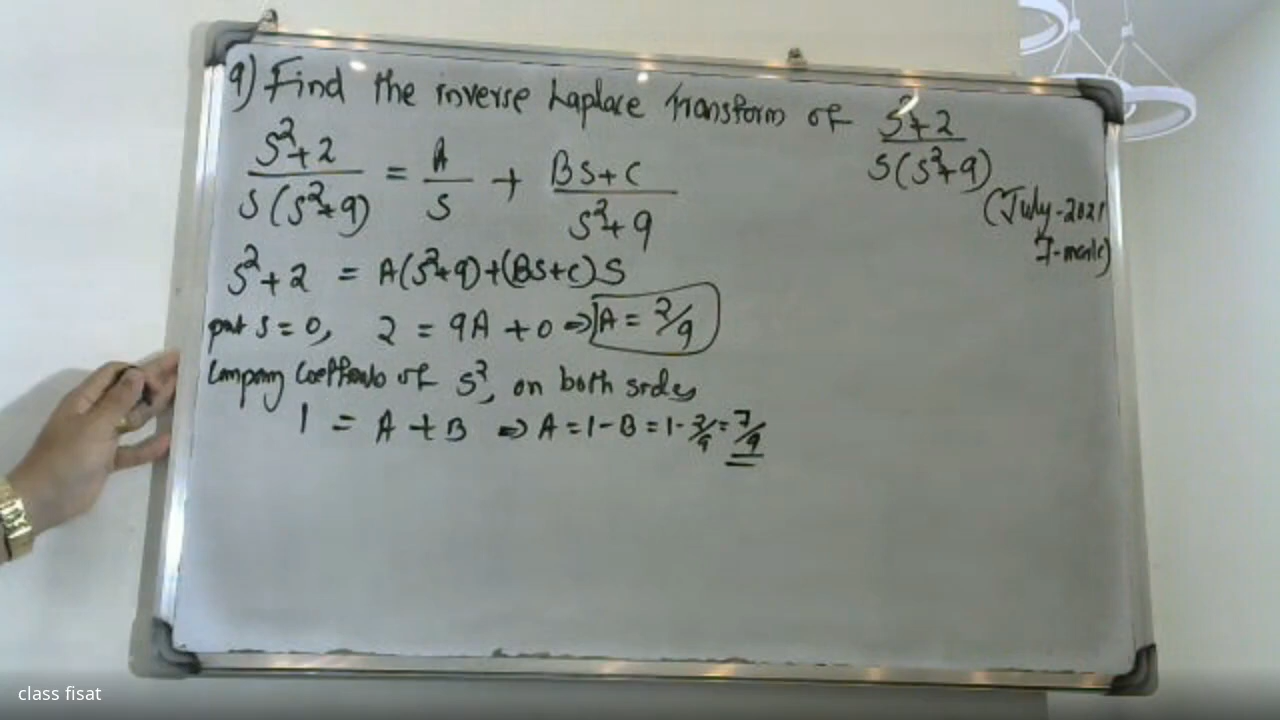 9) Find the inverse Laplace Transform of (s²+2)/(s(s²+9))
(July-2021
7-mark)
(s²+2)/(s(s²+9)) = A/s + (Bs+C)/(s²+9)
s²+2 = A(s²+9)+(Bs+C)s
put s=0, 2 = 9A + 0 ⇒ A = 2/9
of s², on both sides
1 = A + B ⇒ A = 1-B = 1-2/9 = 7/9
class fisat